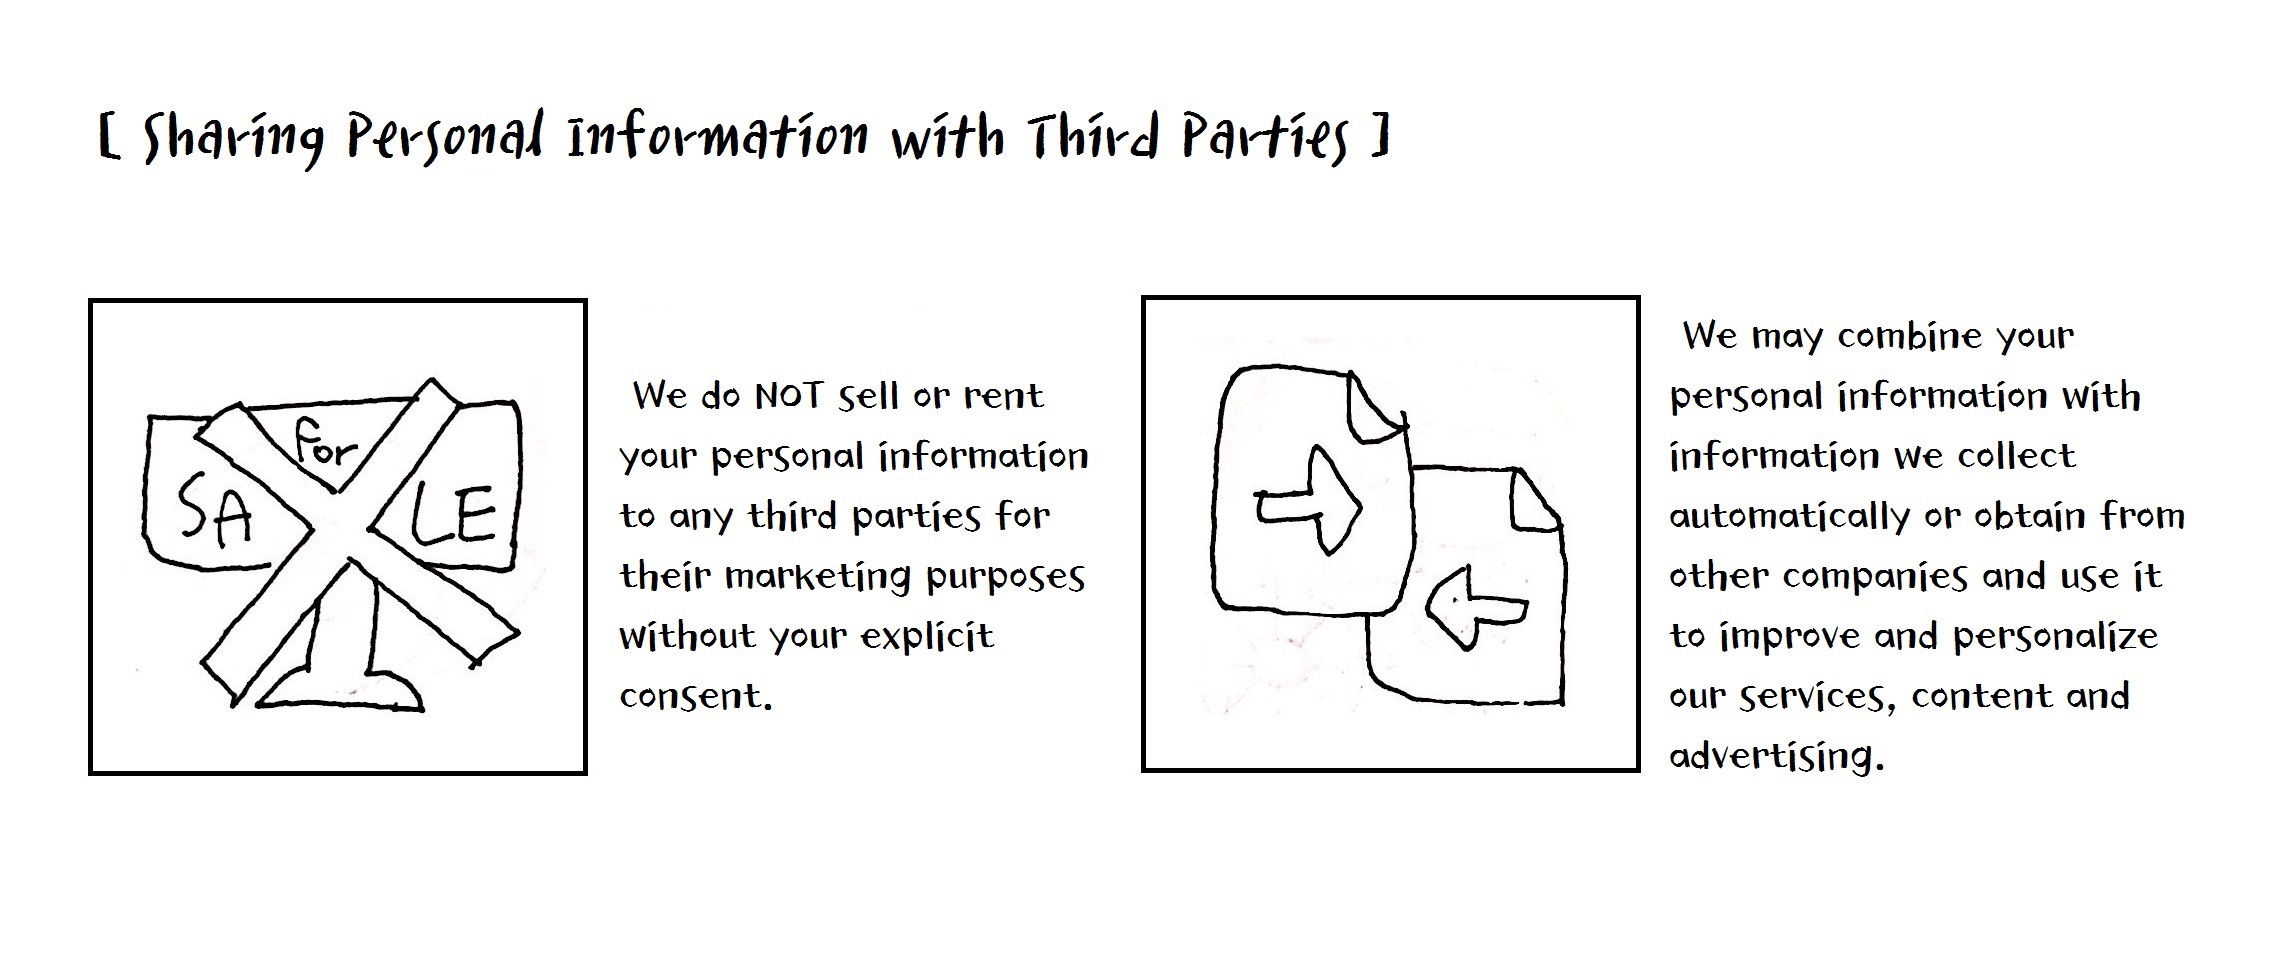 [ Sharing Personal Information with Third Parties ]
for
SALE
We do NOT sell or rent
your personal information
to any third parties for
their marketing purposes
without your explicit
consent.
We may combine your
personal information with
information we collect
automatically or obtain from
other companies and use it
to improve and personalize
our services, content and
advertising.